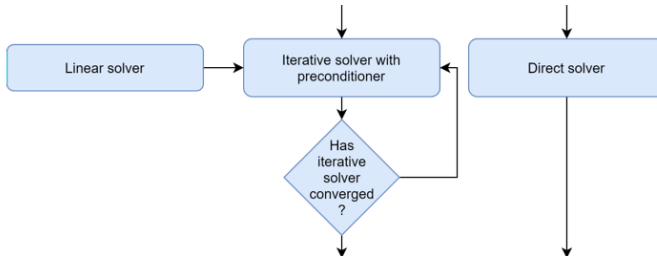 Linear solver
Iterative solver with
preconditioner
Direct solver
Has
iterative
solver
converged
?